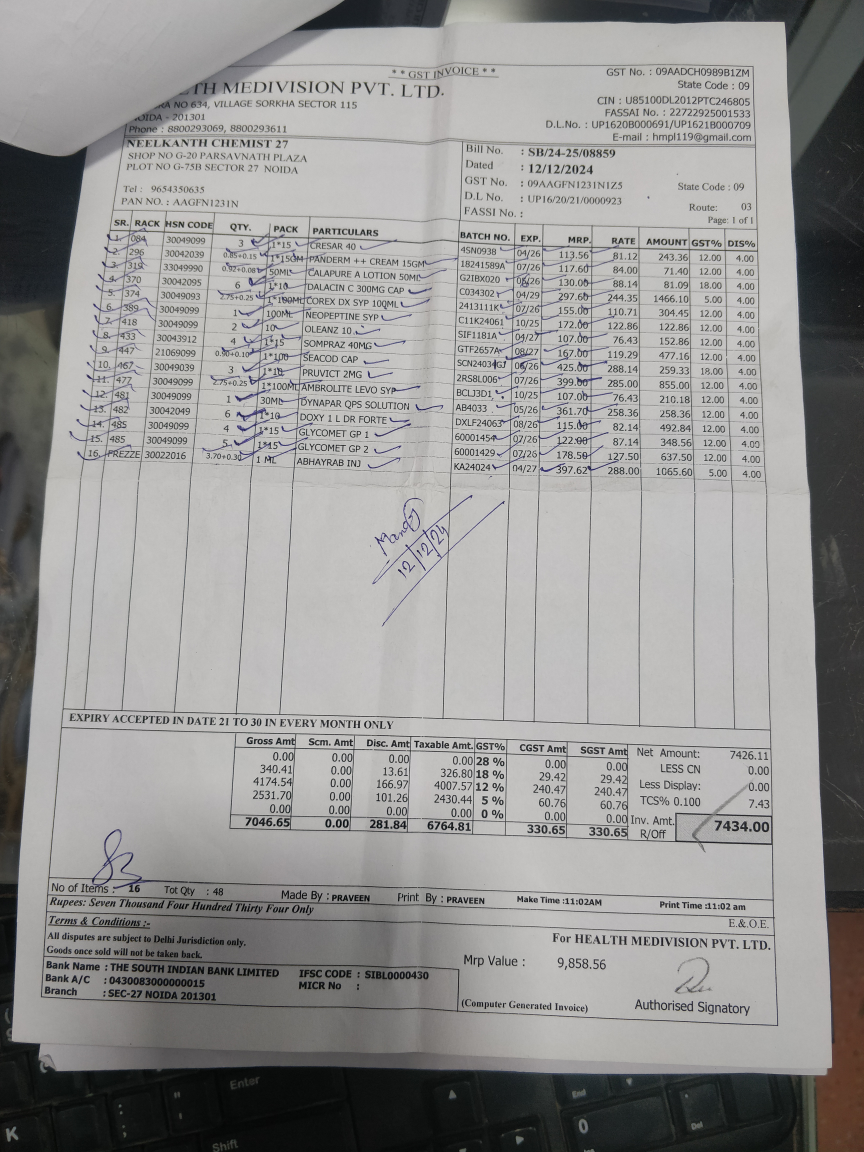 * * GST INVOICE * *
LTH MEDIVISION PVT. LTD.
RA NO 634, VILLAGE SORKHA SECTOR 115
NOIDA - 201301
Phone : 8800293069, 8800293611
GST No. : 09AADCH0989B1ZM
State Code : 09
CIN : U85100DL2012PTC246805
FASSAI No. : 22722925001533
D.L.No. : UP1620B000691/UP1621B000709
E-mail : hmpl119@gmail.com
NEELKANTH CHEMIST 27
SHOP NO G-20 PARSAVNATH PLAZA
PLOT NO G-75B SECTOR 27 NOIDA
Tel : 9654350635
PAN NO. : AAGFN1231N
Bill No. : SB/24-25/08859
Dated : 12/12/2024
GST No. : 09AAGFN1231N1Z5 State Code : 09
D.L No. : UP16/20/21/0000923
FASSI No. : Route: 03
Page: 1 of 1
SR. RACK HSN CODE QTY. PACK PARTICULARS BATCH NO. EXP. MRP. RATE AMOUNT GST% DIS%
1. 084 30049099 3 1*15 CRESAR 40 4SN0938 04/26 113.56 81.12 243.36 12.00 4.00
2. 296 30042039 0.85+0.15 1*15GM PANDERM ++ CREAM 15GM 18241589A 07/26 117.60 84.00 71.40 12.00 4.00
3. 319 33049990 0.92+0.08 50ML CALAPURE A LOTION 50ML G2IBX020 08/26 130.00 88.14 81.09 18.00 4.00
4. 370 30042095 6 1*10 DALACIN C 300MG CAP C034302 04/29 297.60 244.35 1466.10 5.00 4.00
5. 374 30049093 2.75+0.25 1*100ML COREX DX SYP 100ML 2413111K 07/26 155.00 110.71 304.45 12.00 4.00
6. 389 30049099 1 100ML NEOPEPTINE SYP C11K24061 10/25 172.00 122.86 122.86 12.00 4.00
7. 418 30049099 2 10 OLEANZ 10 SIF1181A 04/27 107.00 76.43 152.86 12.00 4.00
8. 433 30043912 4 1*15 SOMPRAZ 40MG GTF2657A 08/27 167.00 119.29 477.16 12.00 4.00
9. 447 21069099 0.90+0.10 1*100 SEACOD CAP 06/26 425.00 288.14 259.33 18.00 4.00
10. 467 30049039 3 1*10 PRUVICT 2MG 2RS8L006 07/26 399.00 285.00 855.00 12.00 4.00
11. 477 30049099 2.75+0.25 1*100ML AMBROLITE LEVO SYP BCLJ3D1 10/25 107.00 76.43 210.18 12.00 4.00
12. 481 30049099 1 30ML DYNAPAR QPS SOLUTION AB4033 05/26 361.70 258.36 258.36 12.00 4.00
13. 482 30042049 6 1*10 DOXY 1 L DR FORTE DXLF24063 08/26 115.00 82.14 492.84 12.00 4.00
14. 485 30049099 4 1*15 GLYCOMET GP 1 60001454 07/26 122.00 87.14 348.56 12.00 4.00
15. 485 30049099 5 1*15 GLYCOMET GP 2 60001429 07/26 178.50 127.50 637.50 12.00 4.00
16. FREZZE 30022016 3.70+0.30 1 ML ABHAYRAB INJ KA24024 04/27 397.62 288.00 1065.60 5.00 4.00
12/12/24
EXPIRY ACCEPTED IN DATE 21 TO 30 IN EVERY MONTH ONLY
Gross Amt Scm. Amt Disc. Amt Taxable Amt. GST% CGST Amt SGST Amt
0.00 0.00 0.00 0.00 28 % 0.00 0.00
340.41 0.00 13.61 326.80 18 % 29.42 29.42
4174.54 0.00 166.97 4007.57 12 % 240.47 240.47
2531.70 0.00 101.26 2430.44 5 % 60.76 60.76
0.00 0.00 0.00 0.00 0 % 0.00 0.00
7046.65 0.00 281.84 6764.81 330.65 330.65
Net Amount: 7426.11
LESS CN 0.00
Less Display: 0.00
TCS% 0.100 7.43
Inv. Amt. 7434.00
R/Off
No of Items : 16 Tot Qty : 48 Made By : PRAVEEN Print By : PRAVEEN Make Time :11:02AM Print Time :11:02 am
Rupees: Seven Thousand Four Hundred Thirty Four Only
E.&.O.E.
Terms & Conditions :-
All disputes are subject to Delhi Jurisdiction only.
Goods once sold will not be taken back.
Bank Name : THE SOUTH INDIAN BANK LIMITED IFSC CODE : SIBL0000430
Bank A/C : 0430083000000015 MICR No :
Branch : SEC-27 NOIDA 201301
For HEALTH MEDIVISION PVT. LTD.
Mrp Value : 9,858.56
(Computer Generated Invoice) Authorised Signatory
Enter
Shift
K
End
0
Del